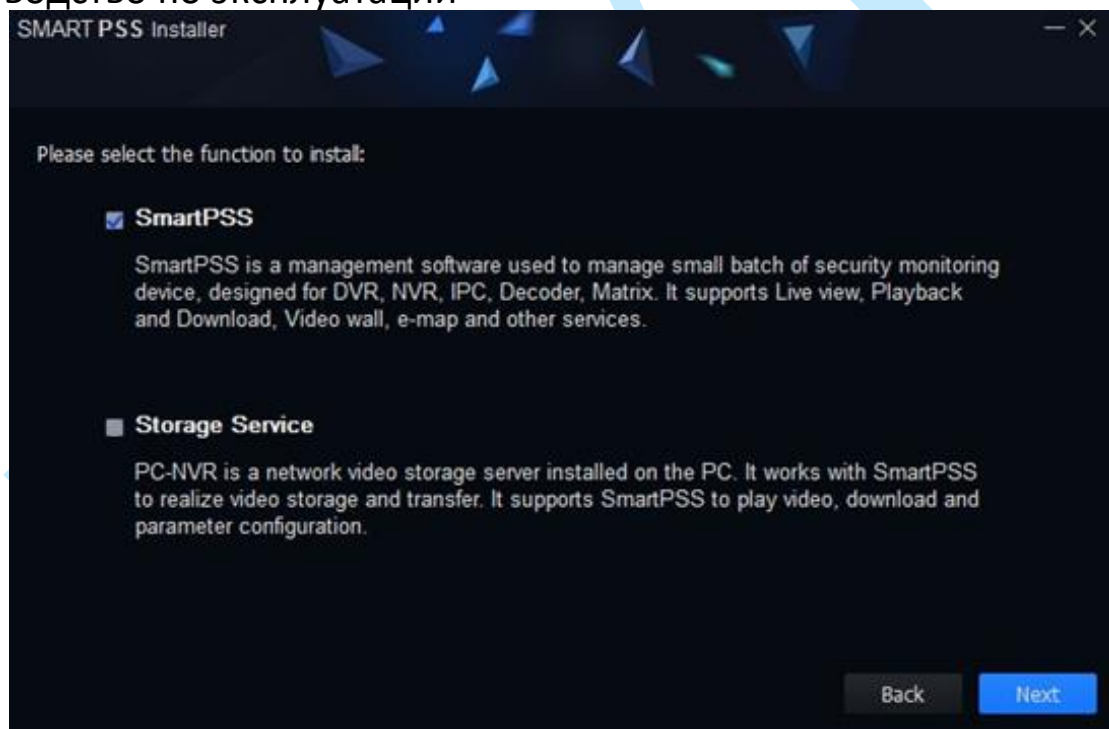 водство по эксплуатации
SMART PSS Installer
Please select the function to install:
SmartPSS
SmartPSS is a management software used to manage small batch of security monitoring
device, designed for DVR, NVR, IPC, Decoder, Matrix. It supports Live view, Playback
and Download, Video wall, e-map and other services.
Storage Service
PC-NVR is a network video storage server installed on the PC. It works with SmartPSS
to realize video storage and transfer. It supports SmartPSS to play video, download and
parameter configuration.
Back Next